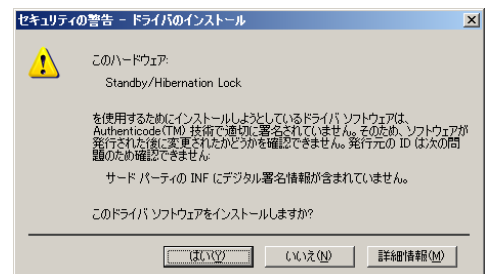 セキュリティの警告 - ドライバのインストール
このハードウェア:
Standby/Hibernation Lock
を使用するためにインストールしようとしているドライバ ソフトウェアは、
Authenticode(TM) 技術で適切に署名されていません。そのため、ソフトウェアが
発行された後に変更されたかどうかを確認できません。発行元の ID は次の問
題のため確認できません:
サード パーティの INF にデジタル署名情報が含まれていません。
このドライバ ソフトウェアをインストールしますか?
はい(Y) いいえ(N) 詳細情報(M)